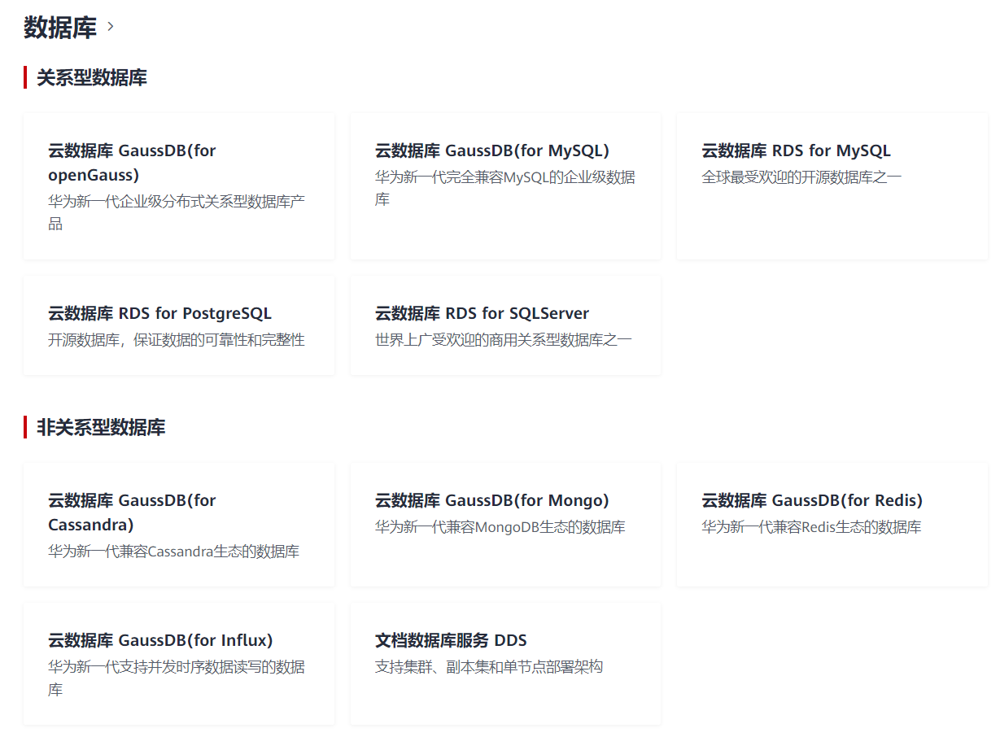 数据库
关系型数据库
云数据库 GaussDB(for
openGauss)
华为新一代企业级分布式关系型数据库产
品
云数据库 GaussDB(for MySQL)
华为新一代完全兼容MySQL的企业级数据
库
云数据库 RDS for MySQL
全球最受欢迎的开源数据库之一
云数据库 RDS for PostgreSQL
开源数据库，保证数据的可靠性和完整性
云数据库 RDS for SQLServer
世界上广受欢迎的商用关系型数据库之一
非关系型数据库
云数据库 GaussDB(for
Cassandra)
华为新一代兼容Cassandra生态的数据库
云数据库 GaussDB(for Mongo)
华为新一代兼容MongoDB生态的数据库
云数据库 GaussDB(for Redis)
华为新一代兼容Redis生态的数据库
云数据库 GaussDB(for Influx)
华为新一代支持并发时序数据读写的数据
库
文档数据库服务 DDS
支持集群、副本集和单节点部署架构